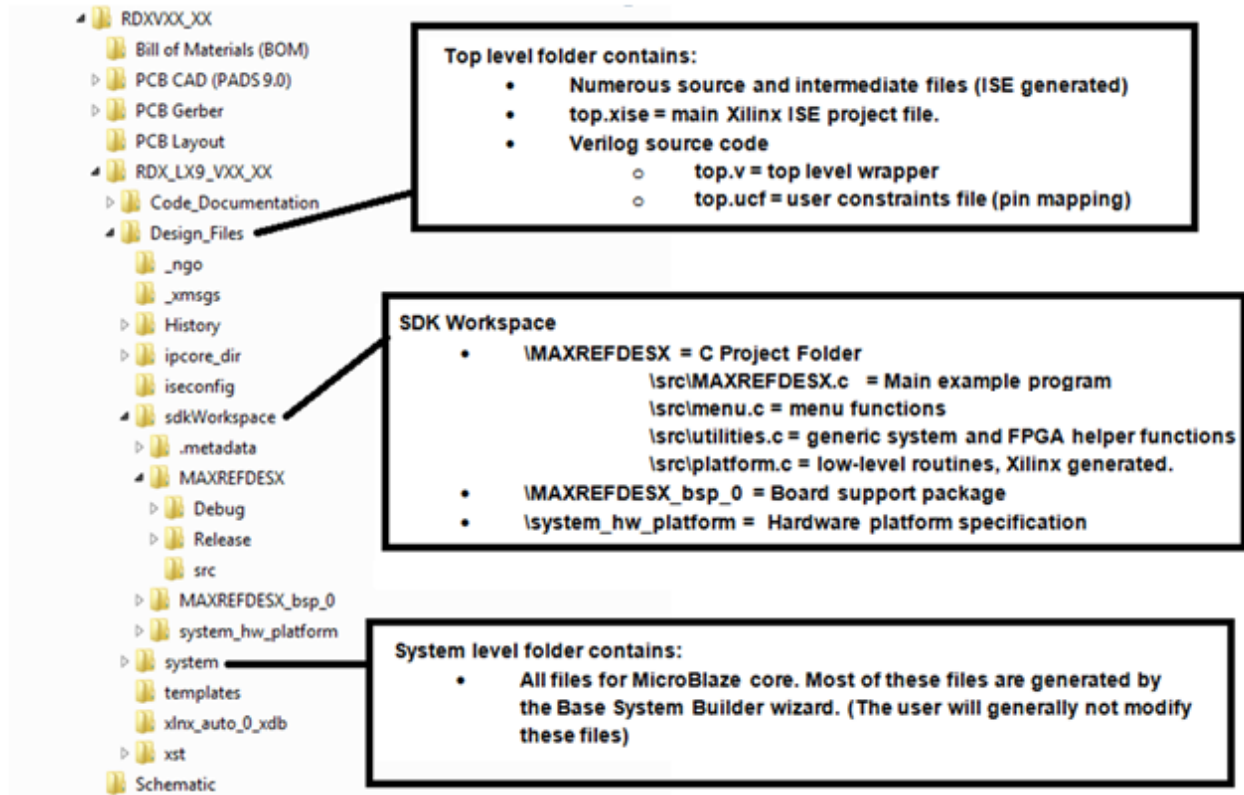 RDXVXX_XX
Bill of Materials (BOM)
PCB CAD (PADS 9.0)
PCB Gerber
PCB Layout
RDX_LX9_VXX_XX
Code_Documentation
Design_Files
_ngo
_xmsgs
History
ipcore_dir
iseconfig
sdkWorkspace
.metadata
MAXREFDESX
Debug
Release
src
MAXREFDESX_bsp_0
system_hw_platform
system
templates
xlnx_auto_0_xdb
xst
Schematic
Top level folder contains:
• Numerous source and intermediate files (ISE generated)
• top.xise = main Xilinx ISE project file.
• Verilog source code
o top.v = top level wrapper
o top.ucf = user constraints file (pin mapping)
SDK Workspace
• \MAXREFDESX = C Project Folder
\src\MAXREFDESX.c = Main example program
\src\menu.c = menu functions
\src\utilities.c = generic system and FPGA helper functions
\src\platform.c = low-level routines, Xilinx generated.
• \MAXREFDESX_bsp_0 = Board support package
• \system_hw_platform = Hardware platform specification
System level folder contains:
• All files for MicroBlaze core. Most of these files are generated by
the Base System Builder wizard. (The user will generally not modify
these files)